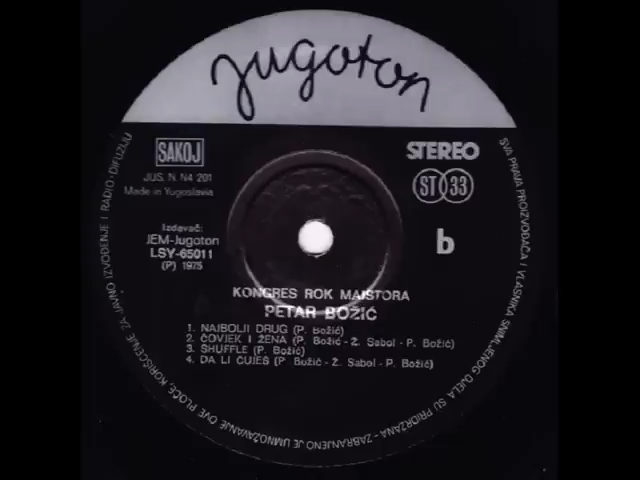 Jugoton
SAKOJ
JUS. N. N4 201
Made in Yugoslavia
STEREO
ST 33
Izdavač:
JEM-Jugoton
LSY-65011
(P) 1975
b
KONGRES ROK MAJSTORA
PETAR BOŽIĆ
1. NAJBOLJI DRUG (P. Božić)
2. ČOVJEK I ŽENA (P. Božić - Ž. Sabol - P. Božić)
3. SHUFFLE (P. Božić)
4. DA LI ČUJEŠ (P. Božić - Ž. Sabol - P. Božić)
SVA PRAVA PROIZVOĐAČA I VLASNIKA SNIMLJENOG DJELA SU PRIDRŽANA - ZABRANJENO JE UMNOŽAVANJE OVE PLOČE, KORIŠĆENJE ZA JAVNO IZVOĐENJE I RADIO-DIFUZIJU